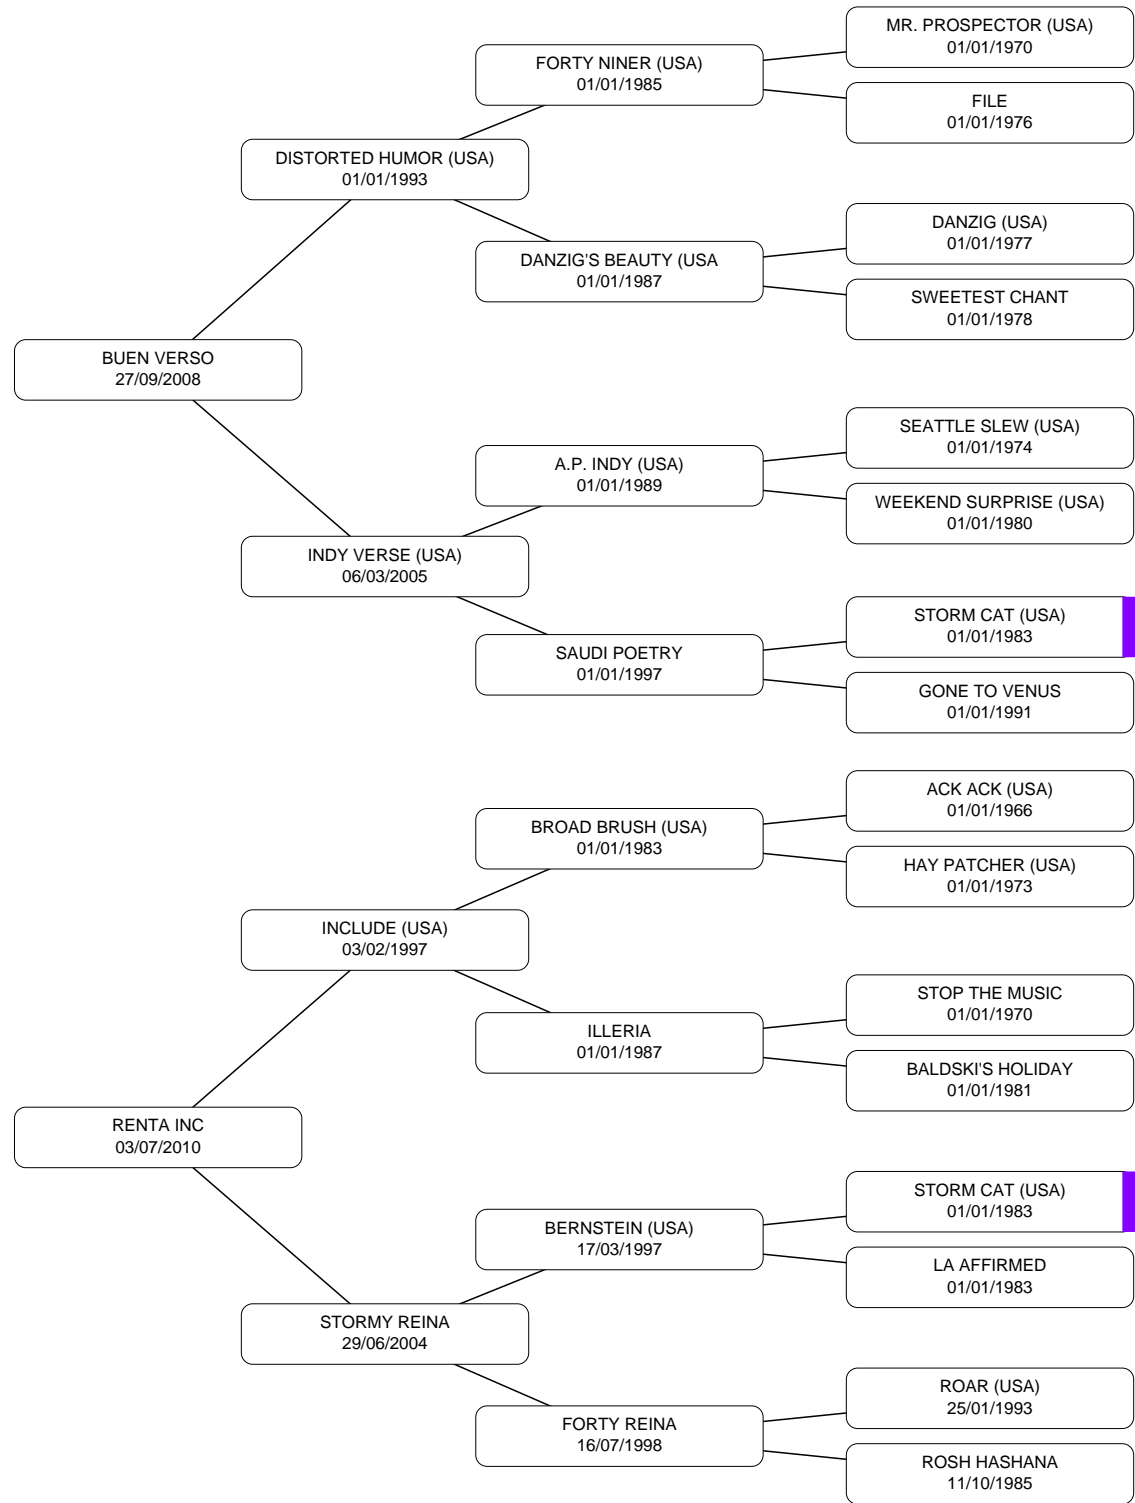 MR. PROSPECTOR (USA)
01/01/1970
FORTY NINER (USA)
01/01/1985
FILE
01/01/1976
DISTORTED HUMOR (USA)
01/01/1993
DANZIG (USA)
01/01/1977
DANZIG'S BEAUTY (USA
01/01/1987
SWEETEST CHANT
01/01/1978
BUEN VERSO
27/09/2008
SEATTLE SLEW (USA)
01/01/1974
A.P. INDY (USA)
01/01/1989
WEEKEND SURPRISE (USA)
01/01/1980
INDY VERSE (USA)
06/03/2005
STORM CAT (USA)
01/01/1983
SAUDI POETRY
01/01/1997
GONE TO VENUS
01/01/1991
ACK ACK (USA)
01/01/1966
BROAD BRUSH (USA)
01/01/1983
HAY PATCHER (USA)
01/01/1973
INCLUDE (USA)
03/02/1997
STOP THE MUSIC
01/01/1970
ILLERIA
01/01/1987
BALDSKI'S HOLIDAY
01/01/1981
RENTA INC
03/07/2010
STORM CAT (USA)
01/01/1983
BERNSTEIN (USA)
17/03/1997
LA AFFIRMED
01/01/1983
STORMY REINA
29/06/2004
ROAR (USA)
25/01/1993
FORTY REINA
16/07/1998
ROSH HASHANA
11/10/1985